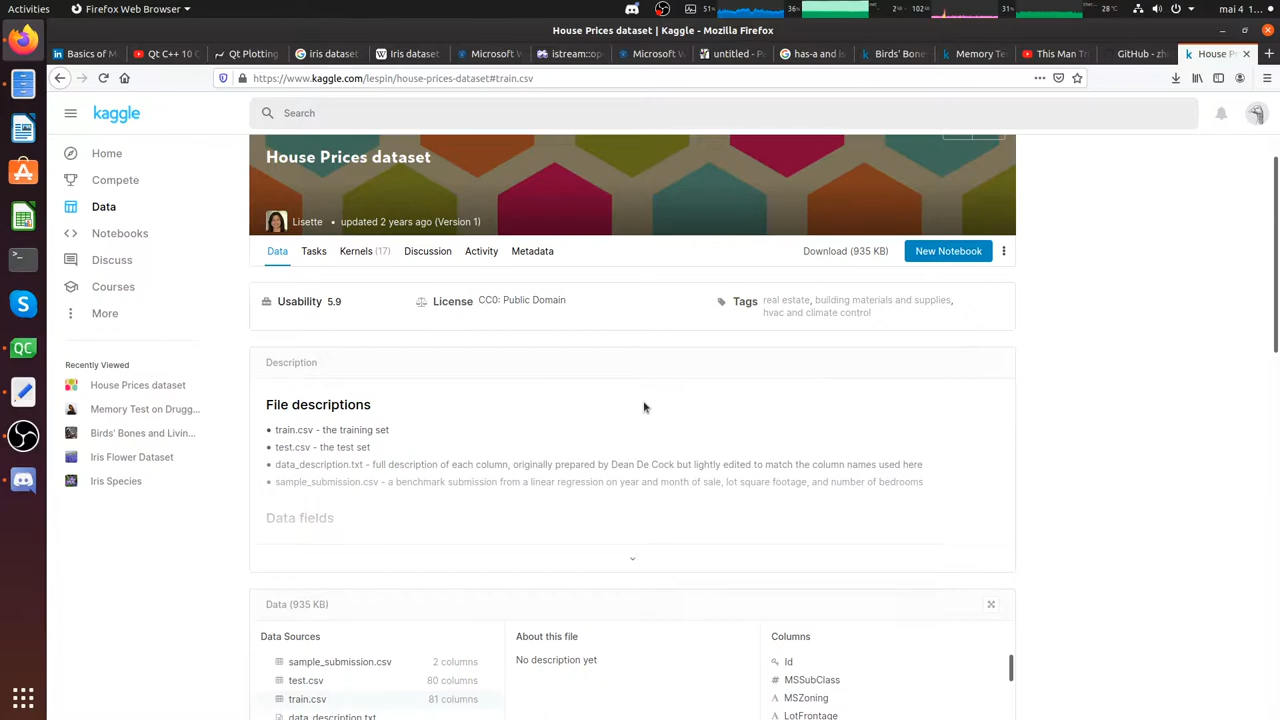 Activities
Firefox Web Browser
51%
36%
2
102
31%
28°C
mai 4 1...
House Prices dataset | Kaggle - Mozilla Firefox
Basics of M
Qt C++ 10 Q
Qt Plotting
iris dataset
Iris dataset
Microsoft W
istream::ope
Microsoft W
untitled - Pa
has-a and is
Birds' Bone
Memory Tes
This Man Tr
GitHub - zh
House P
https://www.kaggle.com/lespin/house-prices-dataset#train.csv
kaggle
Search
Home
Compete
Data
Notebooks
Discuss
Courses
More
Recently Viewed
House Prices dataset
Memory Test on Drugg...
Birds' Bones and Livin...
Iris Flower Dataset
Iris Species
House Prices dataset
Lisette • updated 2 years ago (Version 1)
Data
Tasks
Kernels (17)
Discussion
Activity
Metadata
Download (935 KB)
New Notebook
Usability 5.9
License CC0: Public Domain
Tags real estate, building materials and supplies,
hvac and climate control
Description
File descriptions
• train.csv - the training set
• test.csv - the test set
• data_description.txt - full description of each column, originally prepared by Dean De Cock but lightly edited to match the column names used here
• sample_submission.csv - a benchmark submission from a linear regression on year and month of sale, lot square footage, and number of bedrooms
Data fields
Data (935 KB)
Data Sources
sample_submission.csv 2 columns
test.csv 80 columns
train.csv 81 columns
data_description.txt
About this file
No description yet
Columns
Id
# MSSubClass
A MSZoning
LotFrontage